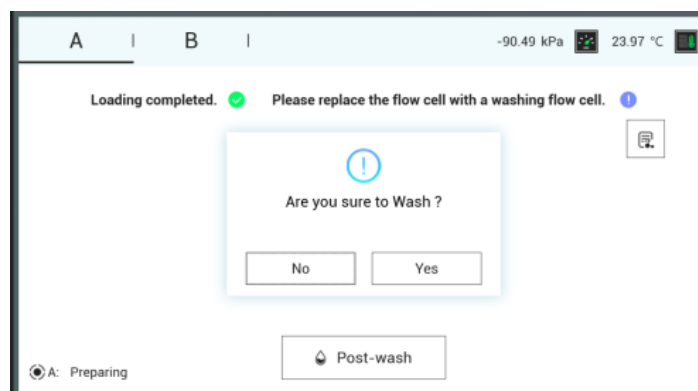 A | B | -90.49 kPa 23.97 °C
Loading completed. Please replace the flow cell with a washing flow cell.
Are you sure to Wash ?
No Yes
Post-wash
A: Preparing